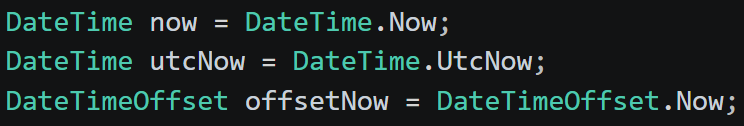 DateTime now = DateTime.Now;
DateTime utcNow = DateTime.UtcNow;
DateTimeOffset offsetNow = DateTimeOffset.Now;